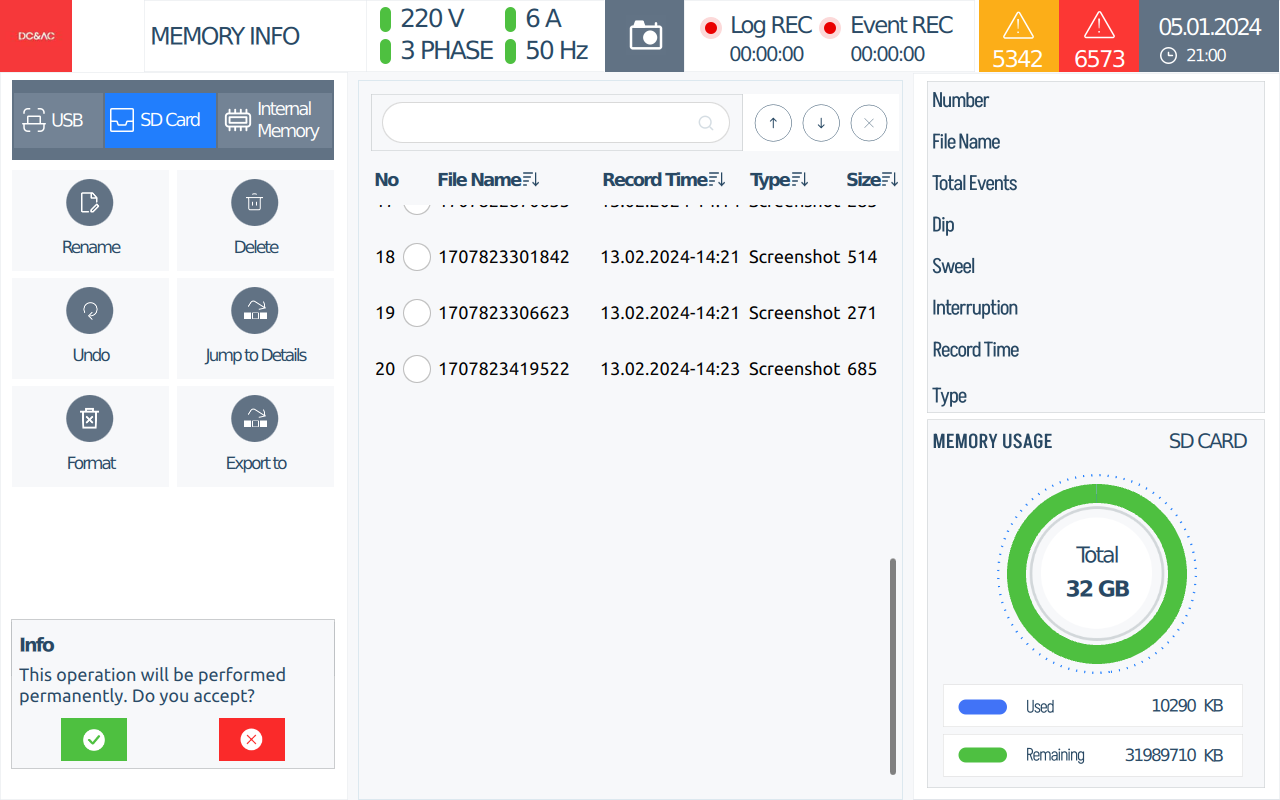 DC&AC
MEMORY INFO
220 V
6 A
3 PHASE
50 Hz
Log REC
00:00:00
Event REC
00:00:00
5342
6573
05.01.2024
21:00
USB
SD Card
Internal
Memory
Rename
Delete
Undo
Jump to Details
Format
Export to
Info
This operation will be performed
permanently. Do you accept?
No File Name Record Time Type Size
18 1707823301842 13.02.2024-14:21 Screenshot 514
19 1707823306623 13.02.2024-14:21 Screenshot 271
20 1707823419522 13.02.2024-14:23 Screenshot 685
Number
File Name
Total Events
Dip
Sweel
Interruption
Record Time
Type
MEMORY USAGE SD CARD
Total
32 GB
Used 10290 KB
Remaining 31989710 KB